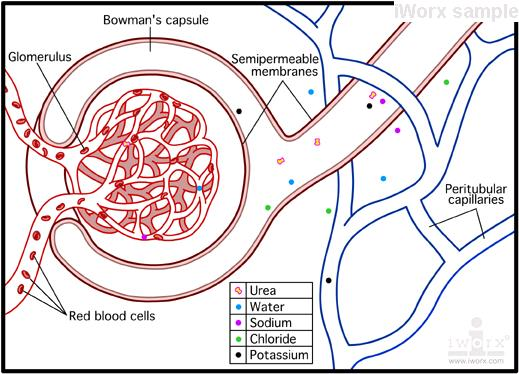 iWorx sample
Bowman's capsule
Glomerulus
Semipermeable
membranes
Peritubular
capillaries
Red blood cells
Urea
Water
Sodium
Chloride
Potassium
iworx®
www.iworx.com